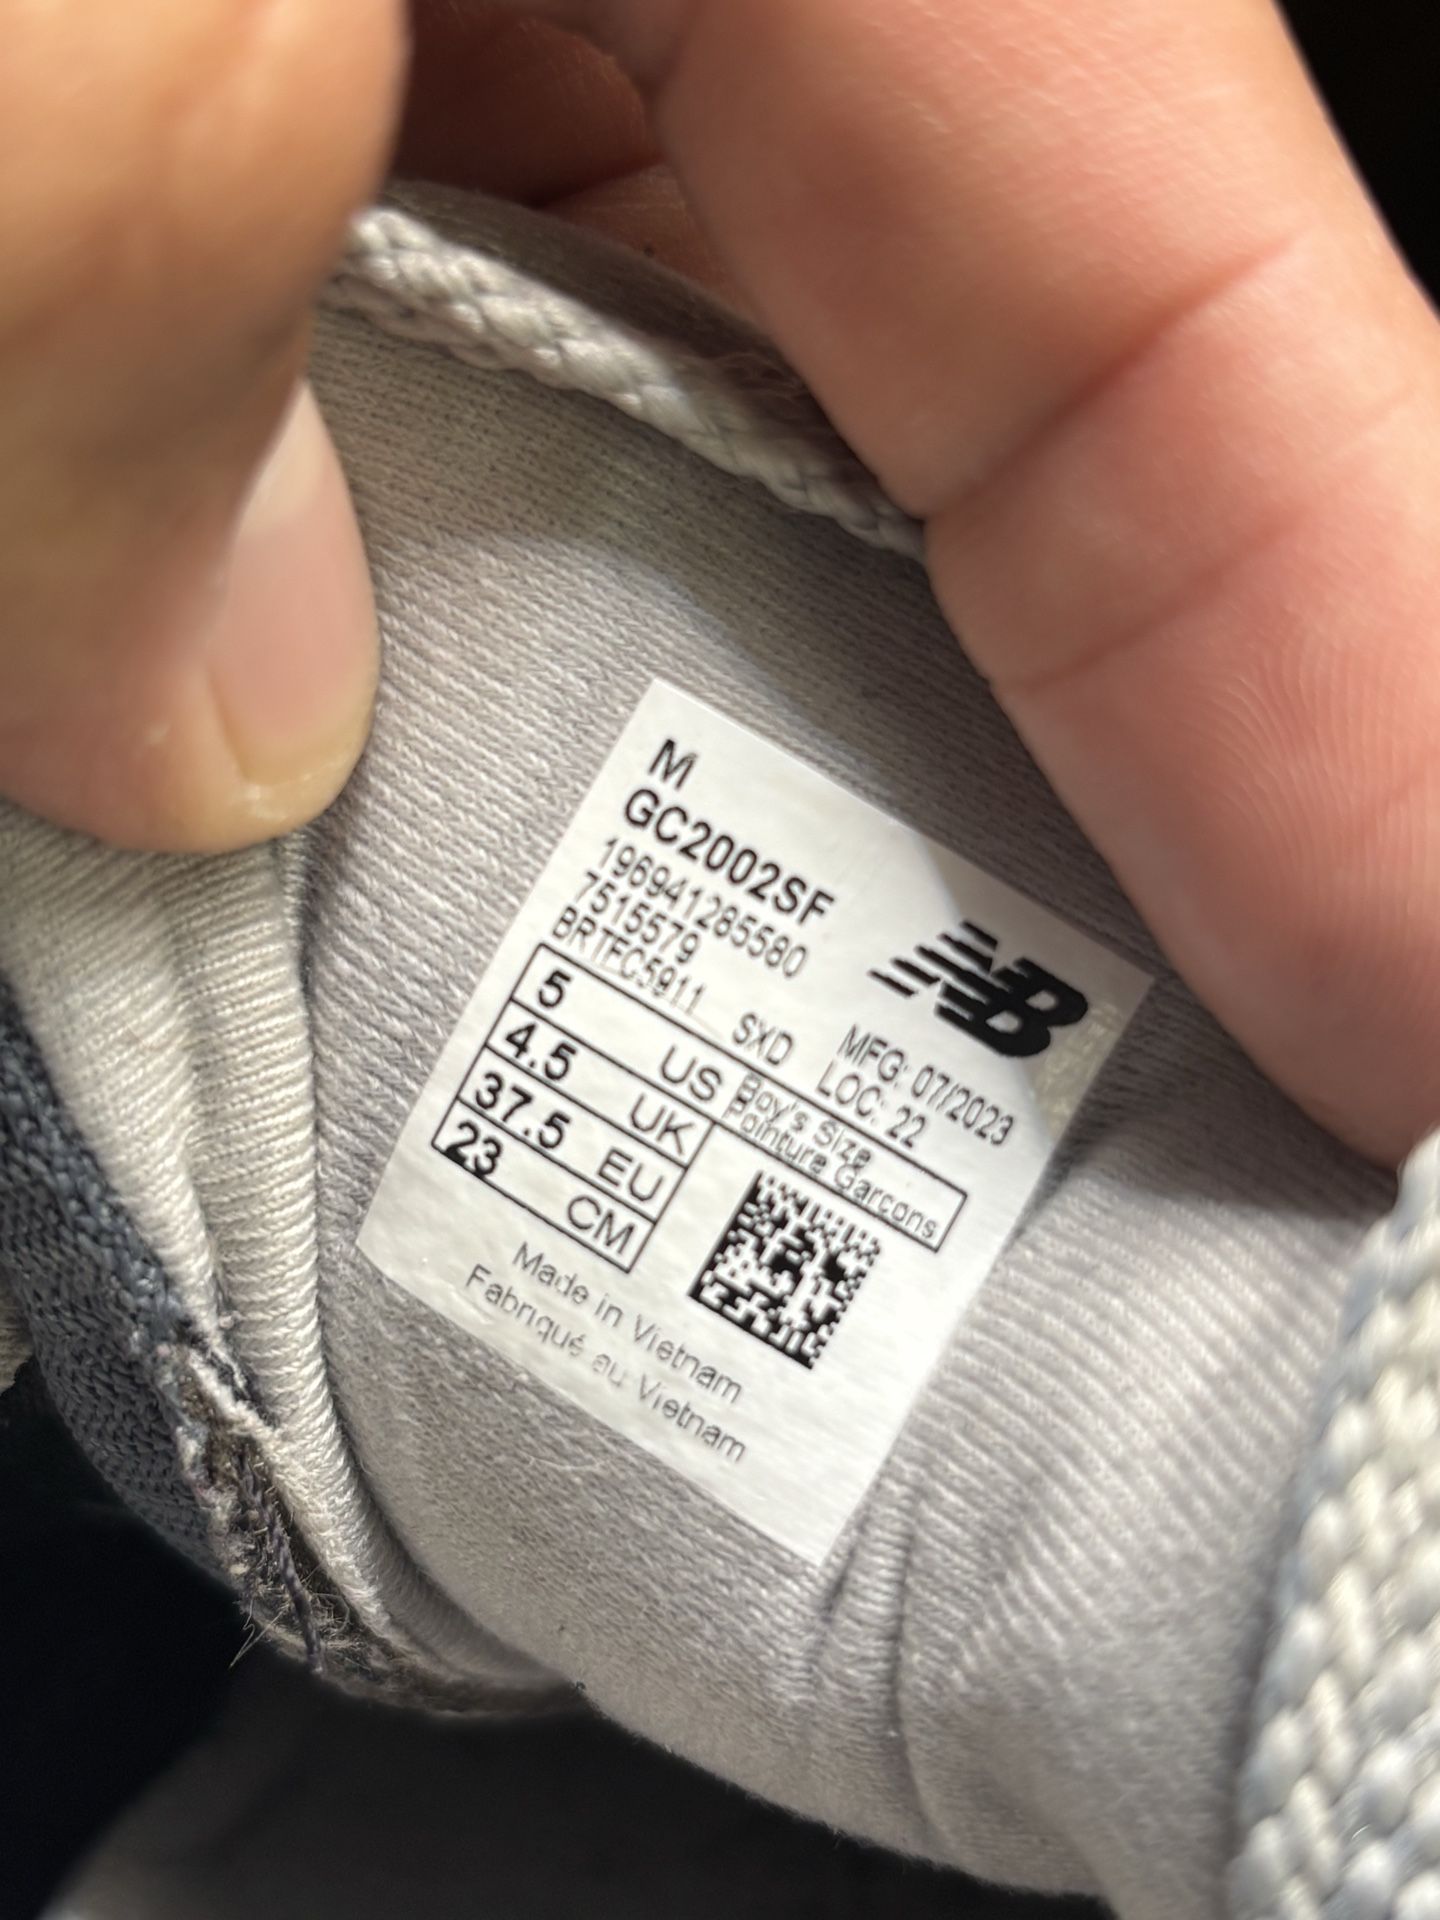 M
GC2002SF
196941285580
7515579
BRTFC5911 SXD
NB
MFG: 07/2023
LOC: 22
5 US Boy's Size
Pointure Garcons
4.5 UK
37.5 EU
23 CM
Made in Vietnam
Fabriqué au Vietnam